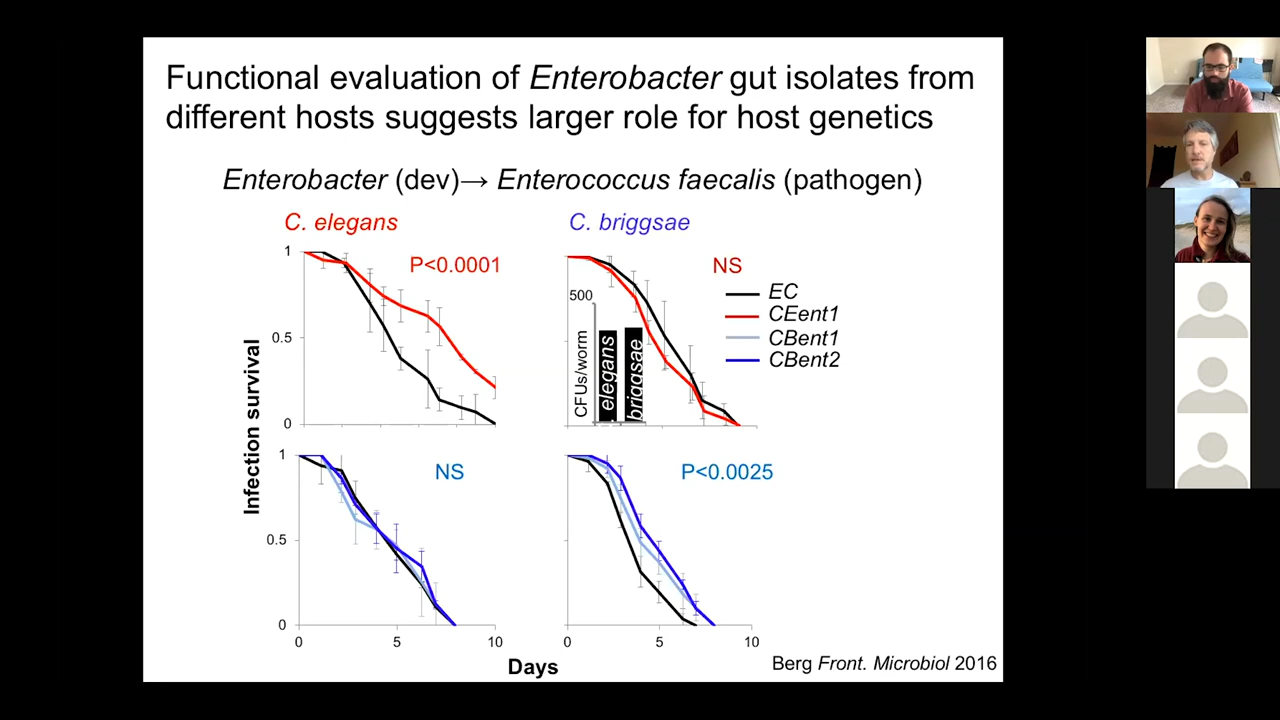 Functional evaluation of Enterobacter gut isolates from
different hosts suggests larger role for host genetics
Enterobacter (dev)→ Enterococcus faecalis (pathogen)
C. elegans
C. briggsae
1
0.5
0
P<0.0001
500
CFUs/worm
elegans
briggsae
NS
EC
CEent1
CBent1
CBent2
Infection survival
1
0.5
0
NS
P<0.0025
0
5
10
0
5
10
Days
Berg Front. Microbiol 2016